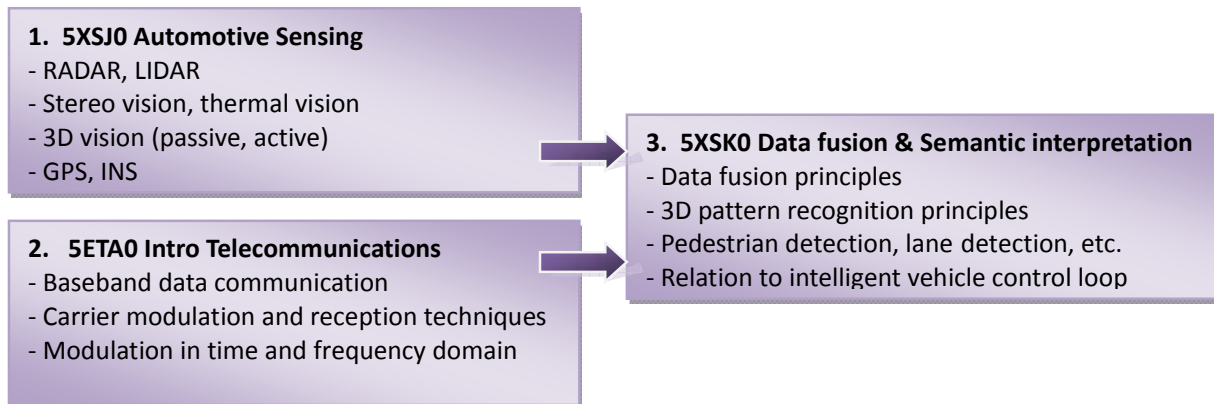 1. 5XSJ0 Automotive Sensing
- RADAR, LIDAR
- Stereo vision, thermal vision
- 3D vision (passive, active)
- GPS, INS
2. 5ETA0 Intro Telecommunications
- Baseband data communication
- Carrier modulation and reception techniques
- Modulation in time and frequency domain
3. 5XSK0 Data fusion & Semantic interpretation
- Data fusion principles
- 3D pattern recognition principles
- Pedestrian detection, lane detection, etc.
- Relation to intelligent vehicle control loop